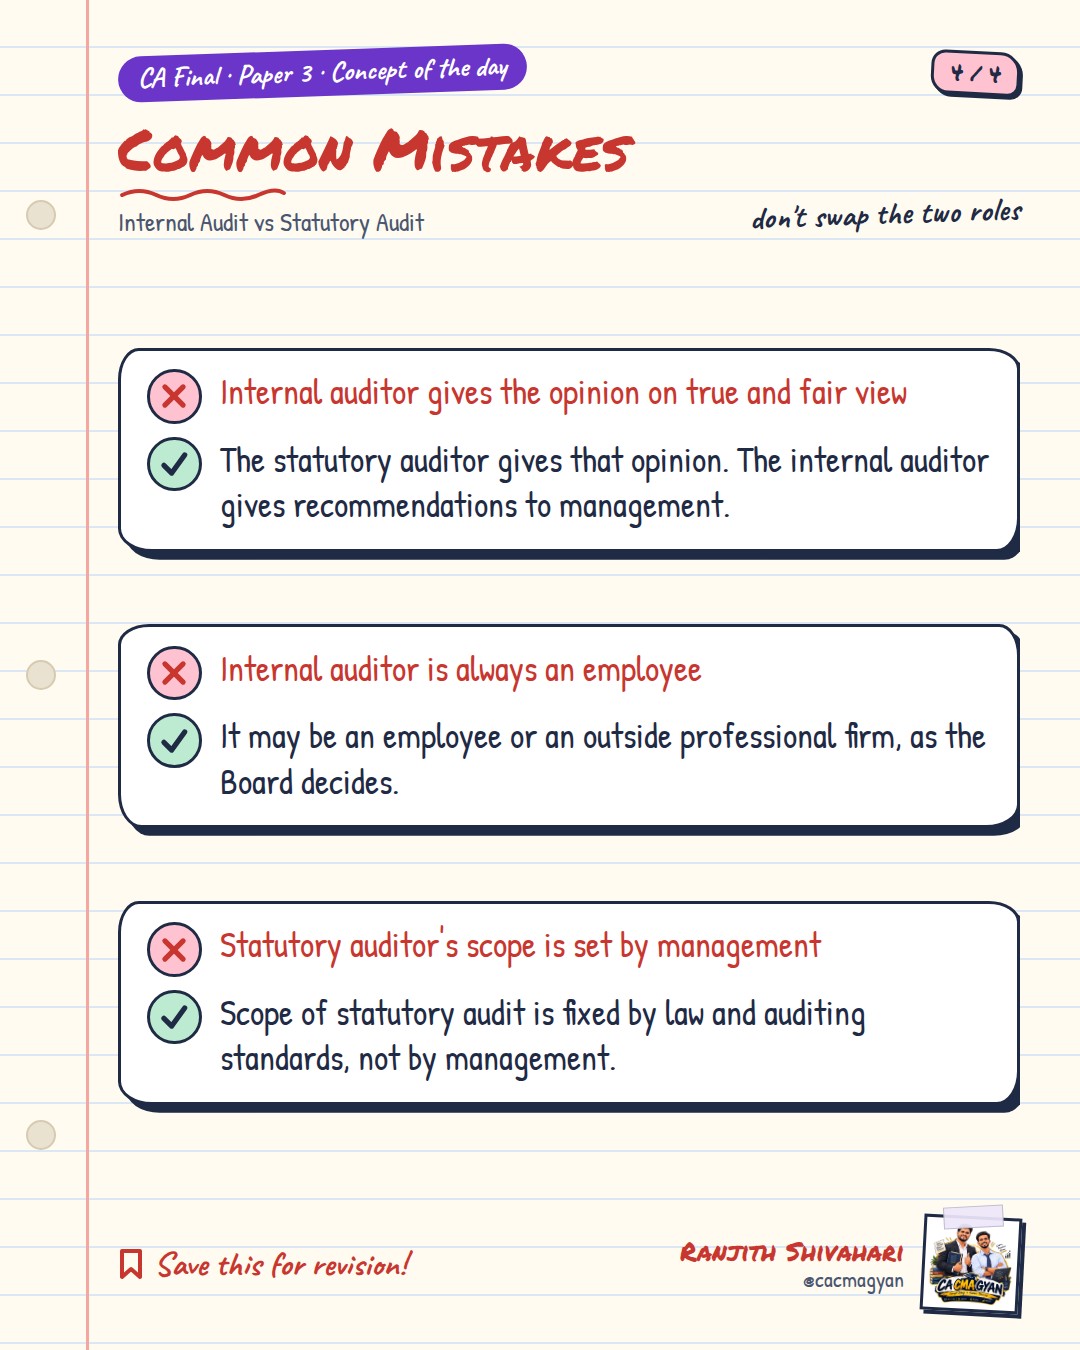 CA Final · Paper 3 · Concept of the day
4 / 4
Common Mistakes
Internal Audit vs Statutory Audit
don't swap the two roles
Internal auditor gives the opinion on true and fair view
The statutory auditor gives that opinion. The internal auditor
gives recommendations to management.
Internal auditor is always an employee
It may be an employee or an outside professional firm, as the
Board decides.
Statutory auditor's scope is set by management
Scope of statutory audit is fixed by law and auditing
standards, not by management.
Save this for revision!
Ranjith Shivahari
@cacmagyan
CA CMA GYAN